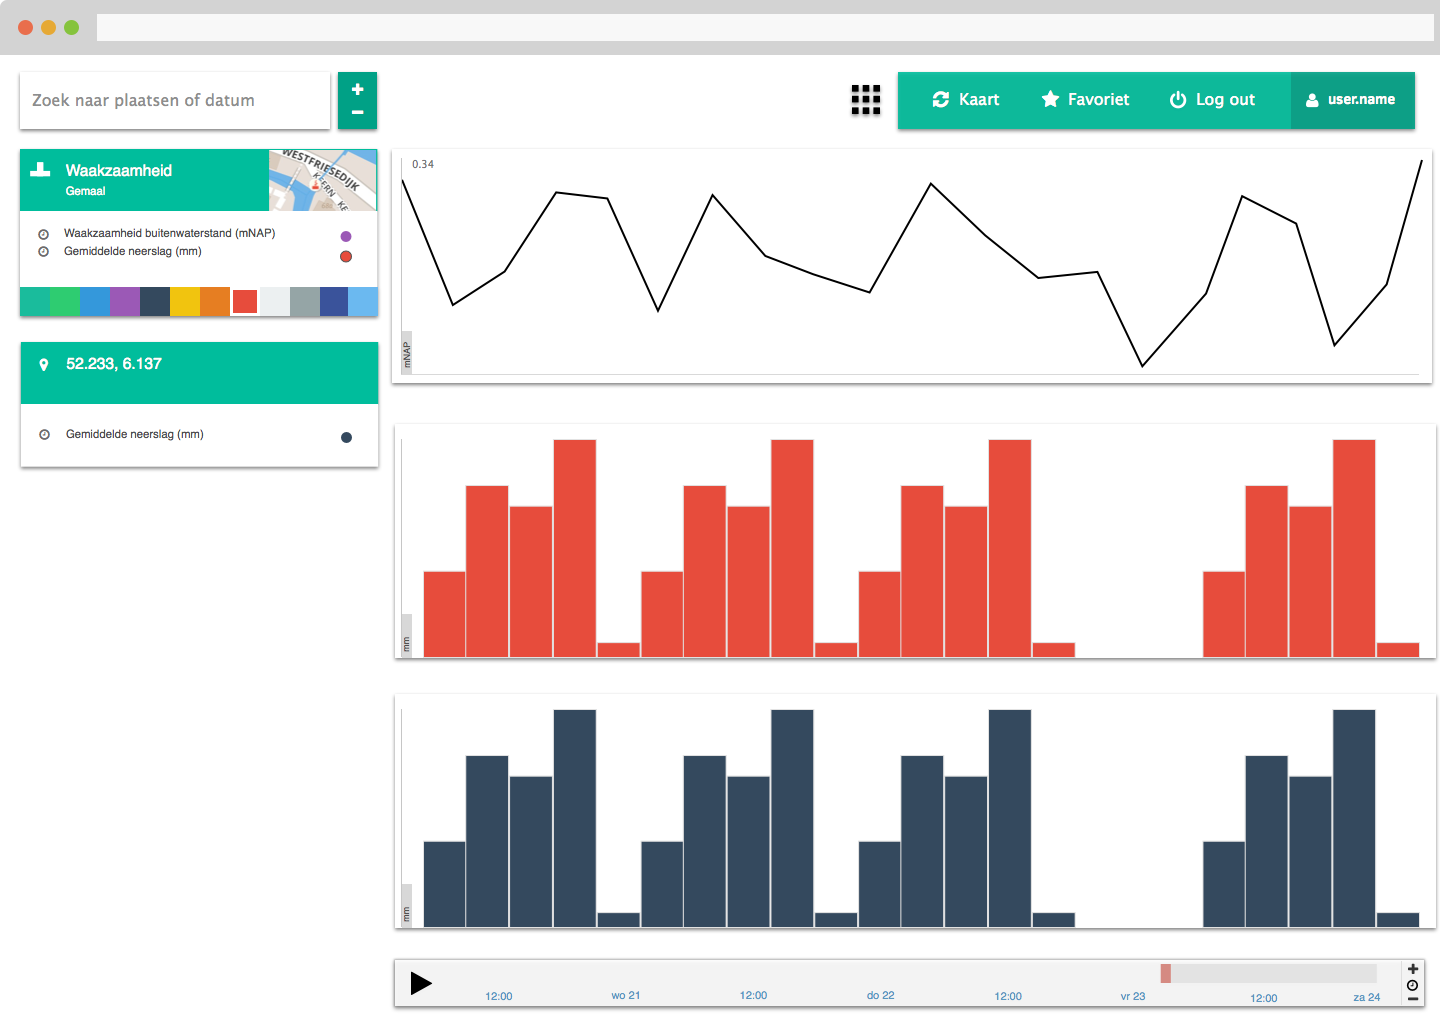 Zoek naar plaatsen of datum
Kaart
Favoriet
Log out
user.name
Waakzaamheid
Gemaal
WESTFRIESEDIJK
KEERN
Waakzaamheid buitenwaterstand (mNAP)
Gemiddelde neerslag (mm)
52.233, 6.137
Gemiddelde neerslag (mm)
0.34
mNAP
mm
mm
12:00
wo 21
12:00
do 22
12:00
vr 23
12:00
za 24